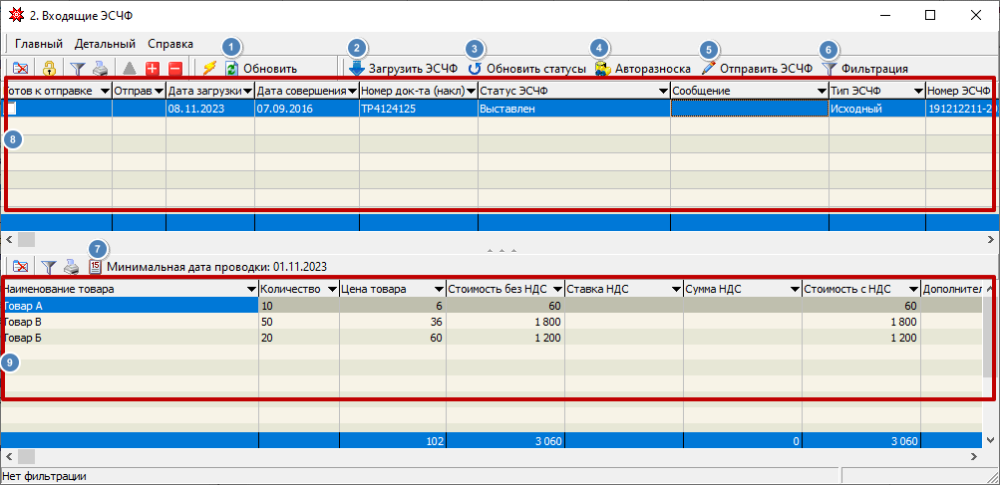 2. Входящие ЭСЧФ
Главный Детальный Справка
1 2 3 4 5 6
Обновить Загрузить ЭСЧФ Обновить статусы Авторазноска Отправить ЭСЧФ Фильтрация
Готов к отправке Отправ Дата загрузки Дата совершения Номер док-та (накл) Статус ЭСЧФ Сообщение Тип ЭСЧФ Номер ЭСЧФ
08.11.2023 07.09.2016 ТР4124125 Выставлен Исходный 191212211-20
8
7
15 Минимальная дата проводки: 01.11.2023
Наименование товара Количество Цена товара Стоимость без НДС Ставка НДС Сумма НДС Стоимость с НДС Дополнител
Товар А 10 6 60 60
Товар В 50 36 1 800 1 800
Товар Б 20 60 1 200 1 200
9
102 3 060 0 3 060
Нет фильтрации